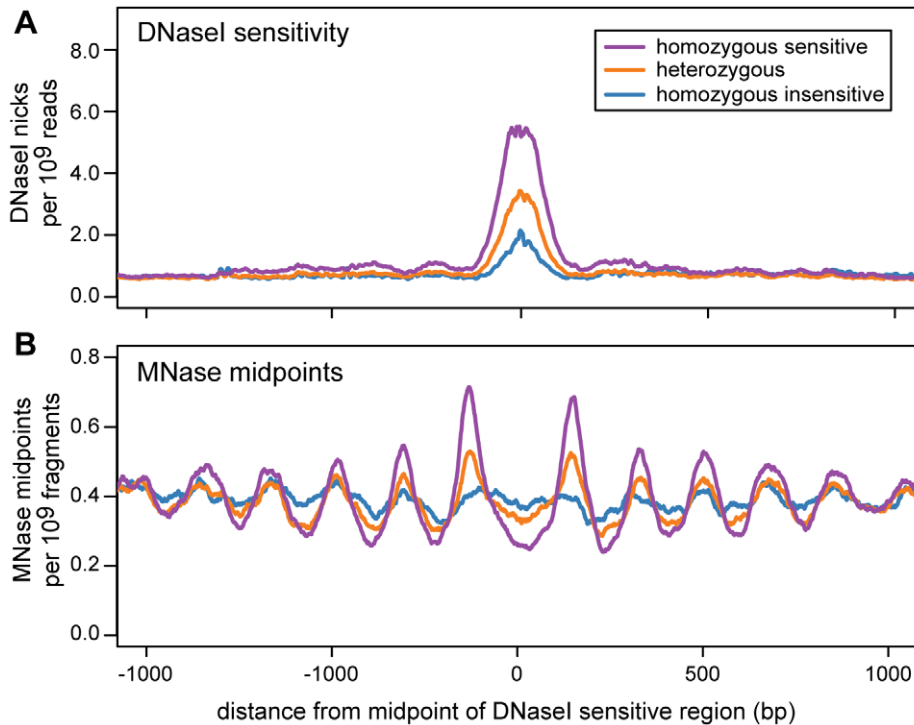 A
DNaseI sensitivity
homozygous sensitive
heterozygous
homozygous insensitive
DNaseI nicks
per 10⁹ reads
8.0
6.0
4.0
2.0
0.0
B
MNase midpoints
MNase midpoints
per 10⁹ fragments
0.8
0.6
0.4
0.2
0.0
-1000 -1000 0 500 1000
distance from midpoint of DNaseI sensitive region (bp)